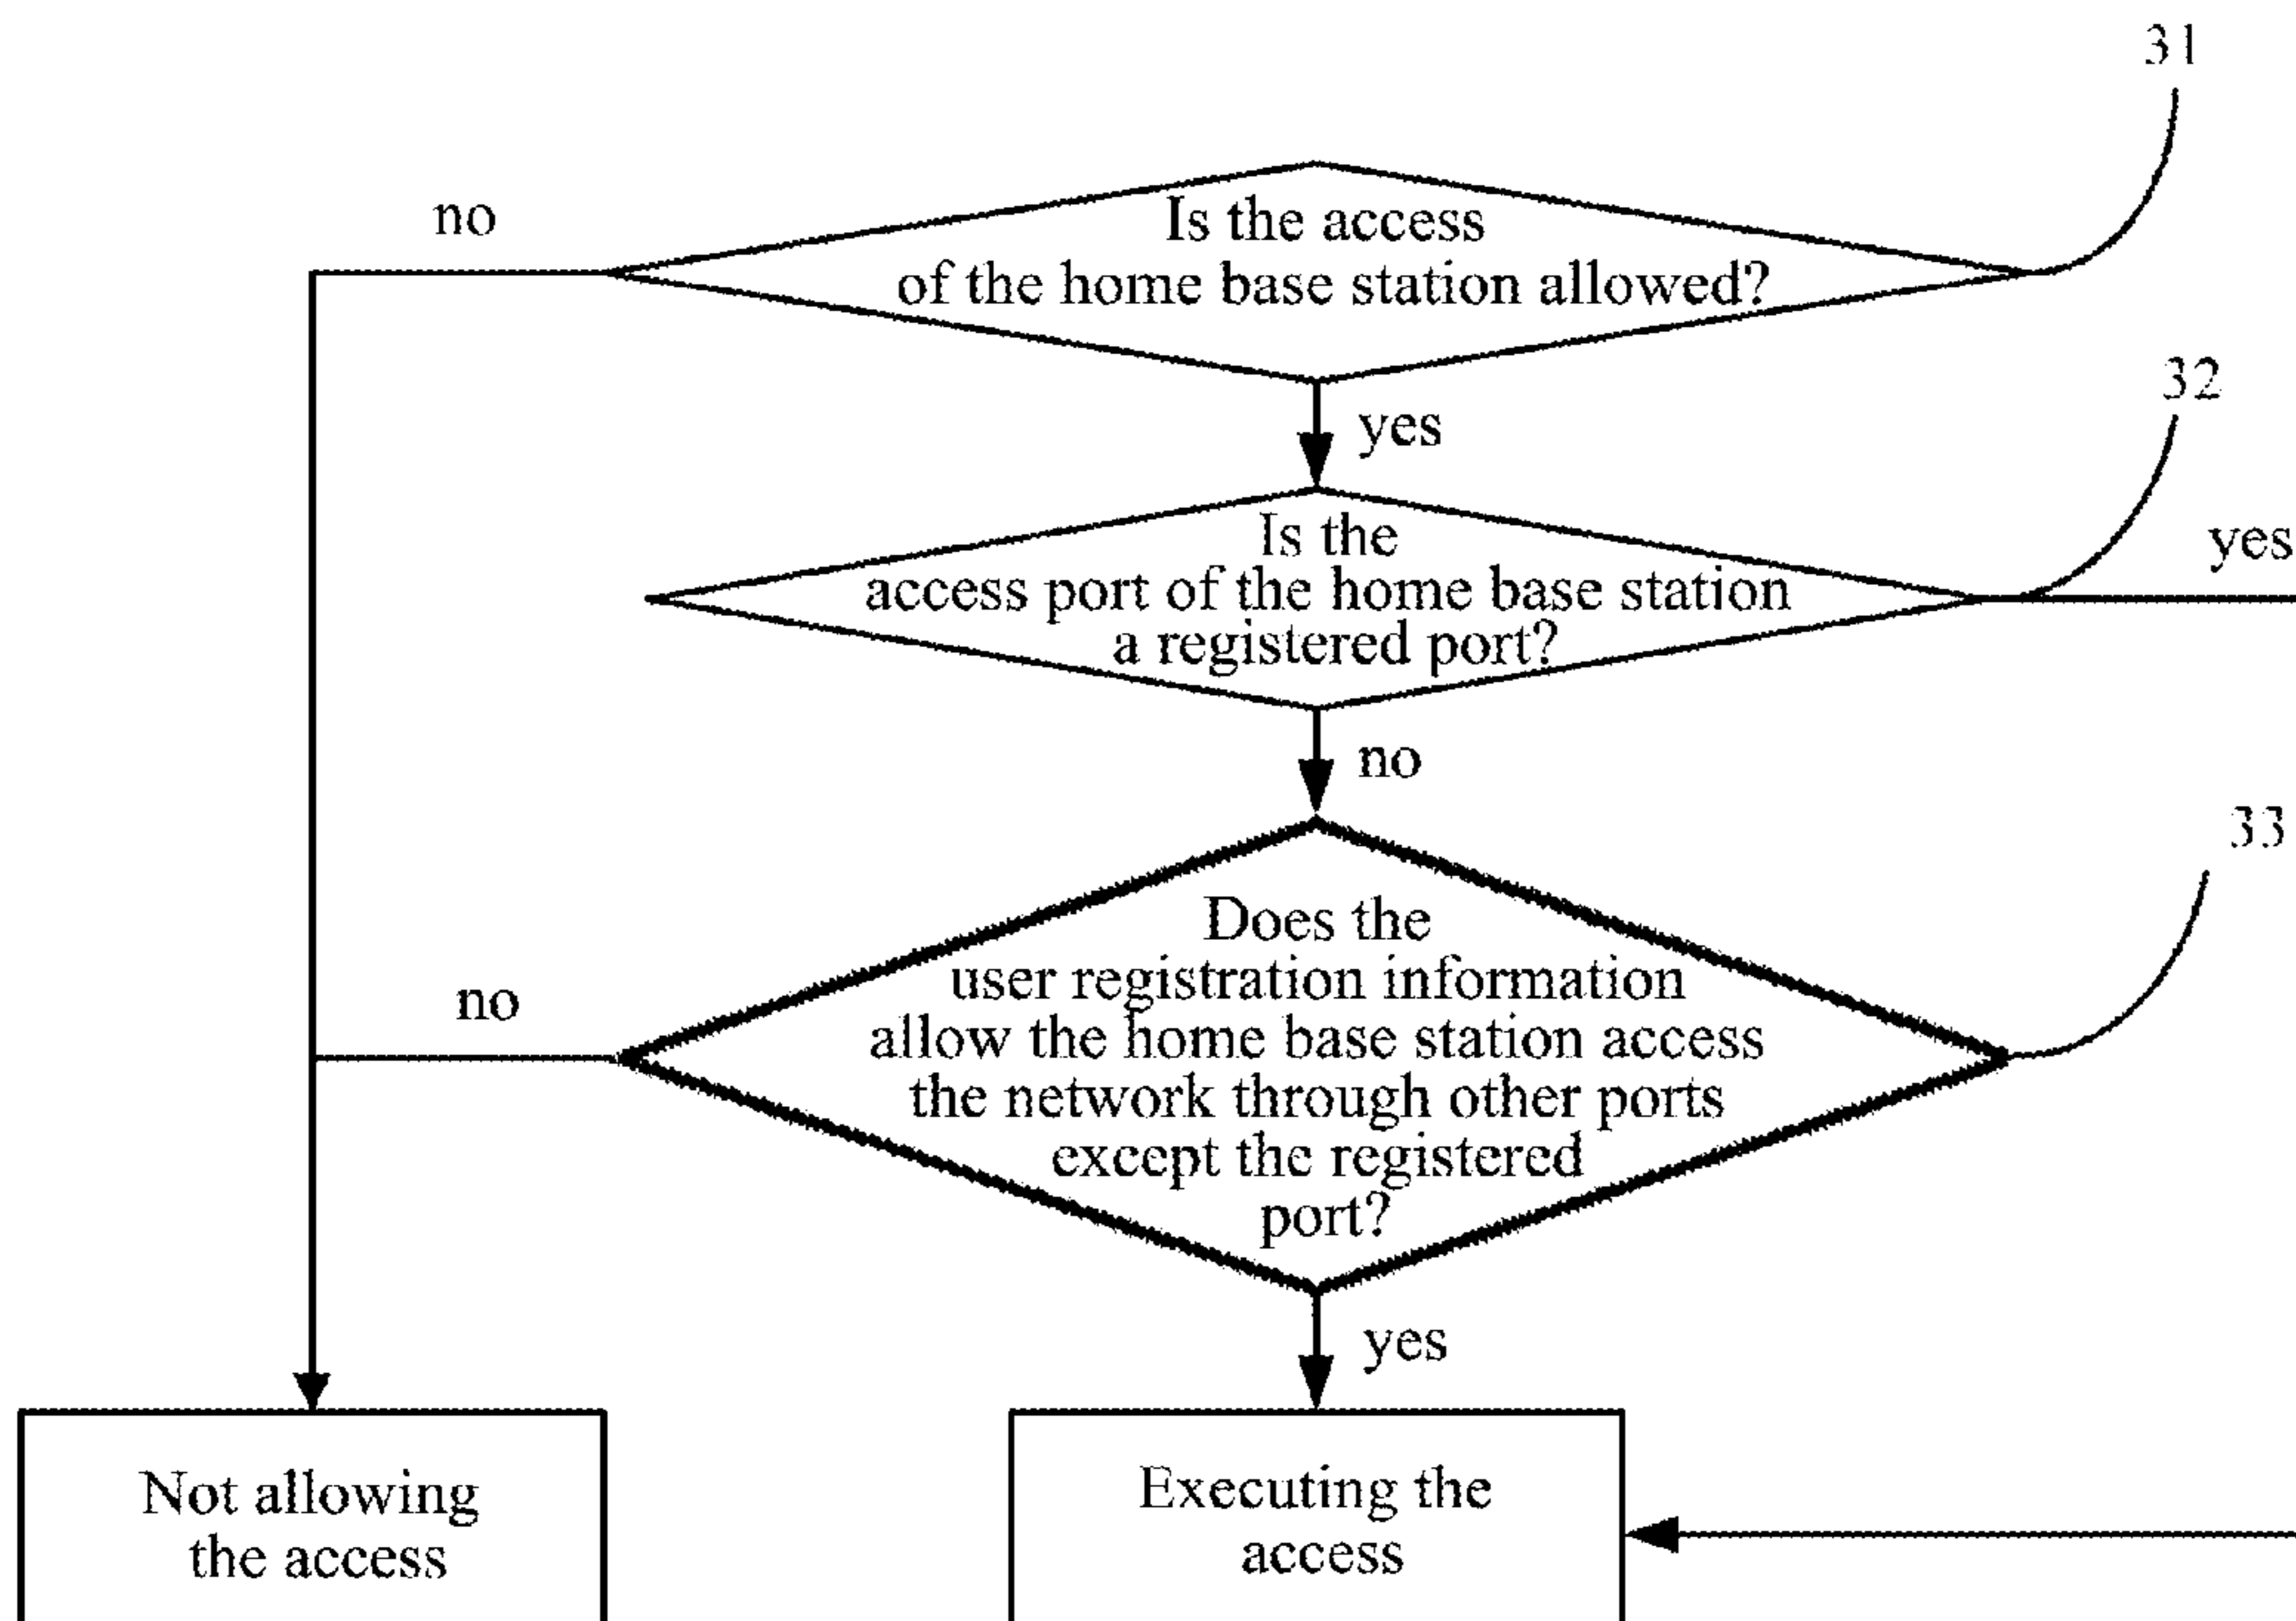 31
no
Is the access
of the home base station allowed?
32
yes
yes
Is the
access port of the home base station
a registered port?
no
33
Does the
user registration information
allow the home base station access
the network through other ports
except the registered
port?
no
yes
Not allowing
the access
Executing the
access